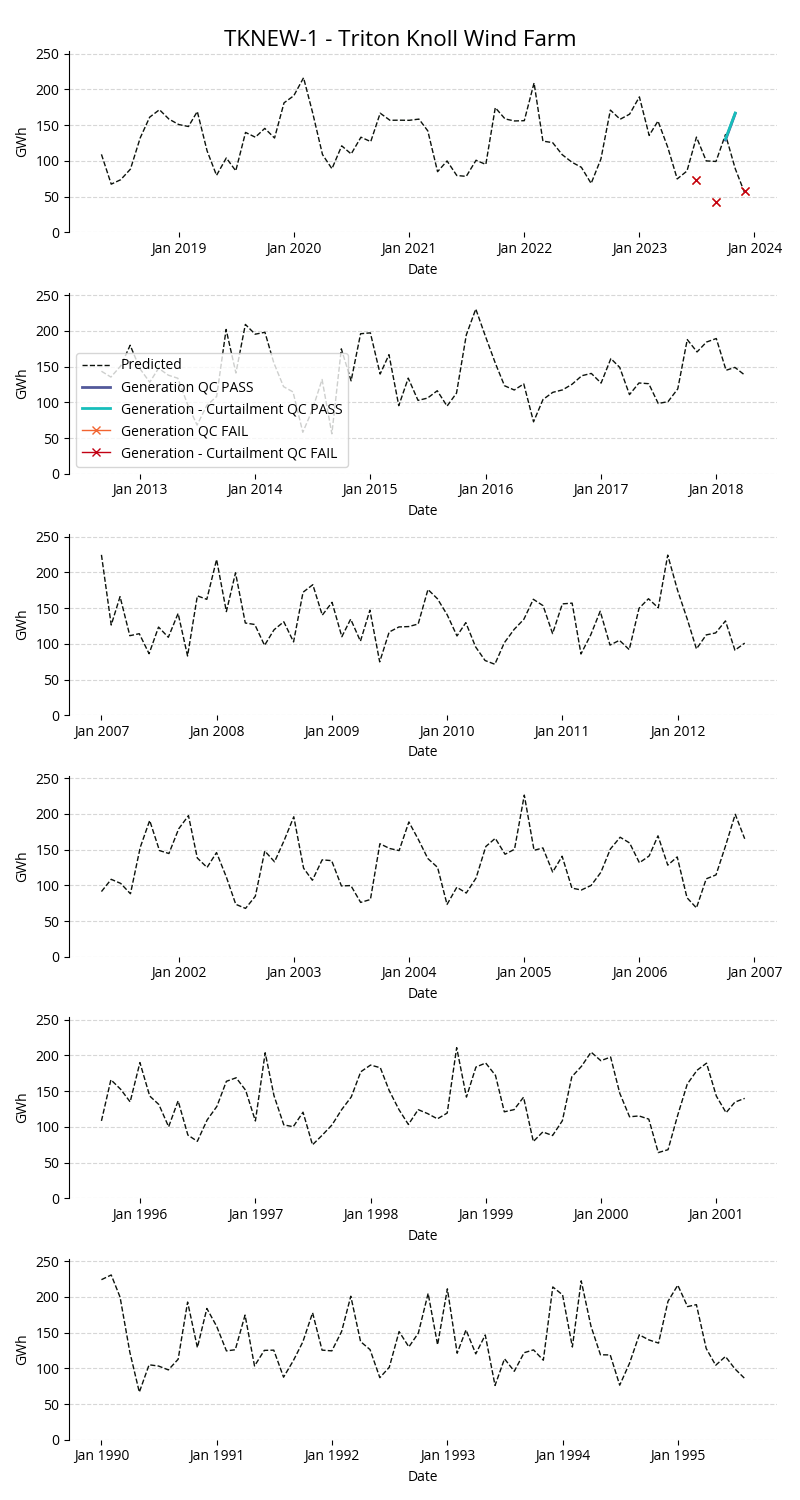 TKNEW-1 - Triton Knoll Wind Farm
250
200
150
100
50
0
GWh
Jan 2019 Jan 2020 Jan 2021 Jan 2022 Jan 2023 Jan 2024
Date
250
200
150
100
50
0
GWh
Predicted
Generation QC PASS
Generation - Curtailment QC PASS
Generation QC FAIL
Generation - Curtailment QC FAIL
Jan 2013 Jan 2014 Jan 2015 Jan 2016 Jan 2017 Jan 2018
Date
250
200
150
100
50
0
GWh
Jan 2007 Jan 2008 Jan 2009 Jan 2010 Jan 2011 Jan 2012
Date
250
200
150
100
50
0
GWh
Jan 2002 Jan 2003 Jan 2004 Jan 2005 Jan 2006 Jan 2007
Date
250
200
150
100
50
0
GWh
Jan 1996 Jan 1997 Jan 1998 Jan 1999 Jan 2000 Jan 2001
Date
250
200
150
100
50
0
GWh
Jan 1990 Jan 1991 Jan 1992 Jan 1993 Jan 1994 Jan 1995
Date